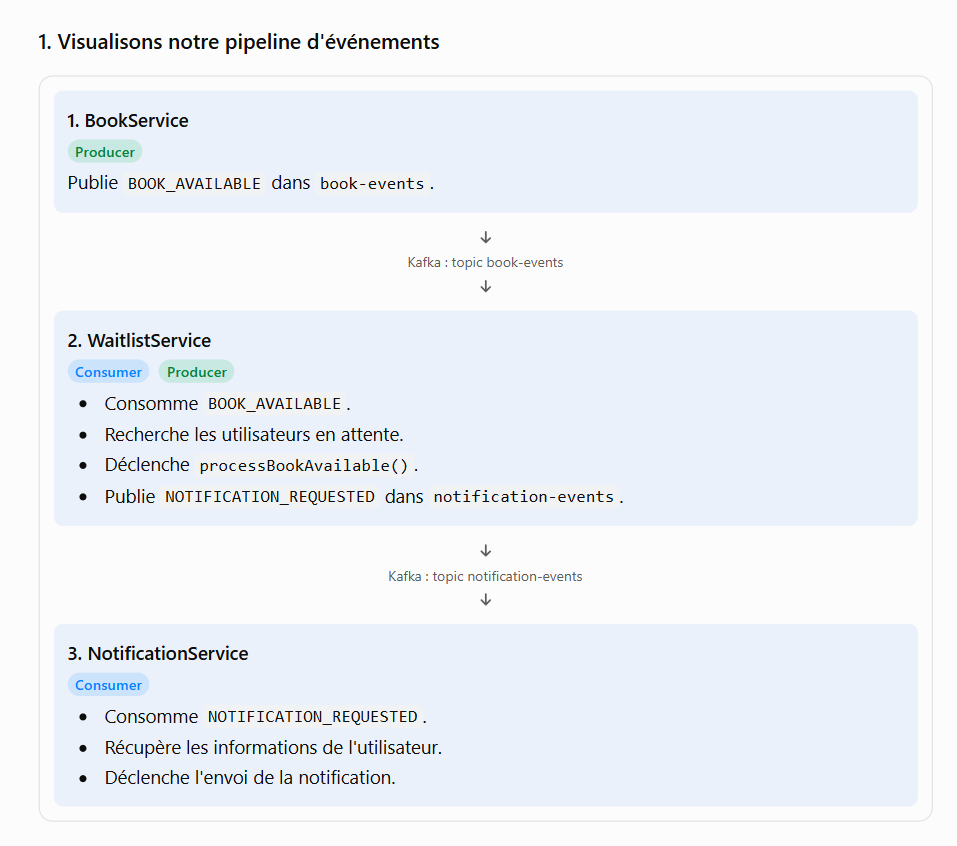 1. Visualisons notre pipeline d'événements
1. BookService
Producer
Publie BOOK_AVAILABLE dans book-events.
↓
Kafka : topic book-events
↓
2. WaitlistService
Consumer Producer
• Consomme BOOK_AVAILABLE.
• Recherche les utilisateurs en attente.
• Déclenche processBookAvailable().
• Publie NOTIFICATION_REQUESTED dans notification-events.
↓
Kafka : topic notification-events
↓
3. NotificationService
Consumer
• Consomme NOTIFICATION_REQUESTED.
• Récupère les informations de l'utilisateur.
• Déclenche l'envoi de la notification.